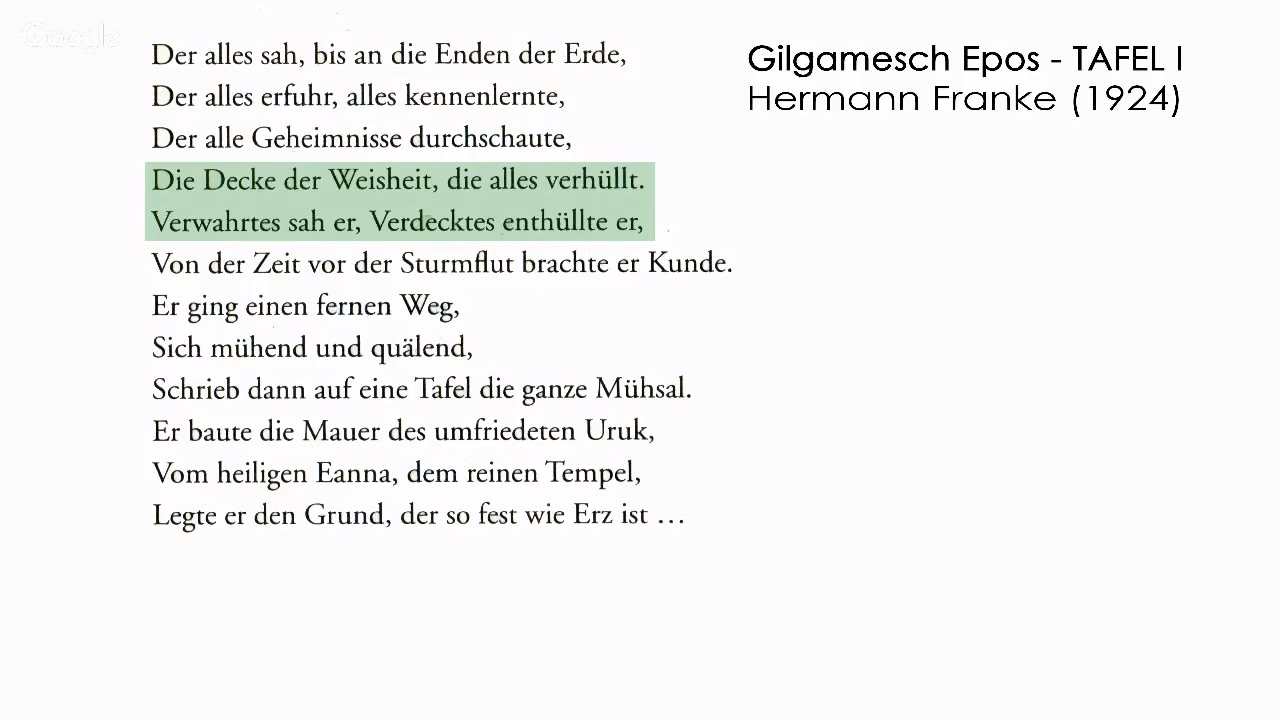 Google
Der alles sah, bis an die Enden der Erde,
Der alles erfuhr, alles kennenlernte,
Der alle Geheimnisse durchschaute,
Die Decke der Weisheit, die alles verhüllt.
Verwahrtes sah er, Verdecktes enthüllte er,
Von der Zeit vor der Sturmflut brachte er Kunde.
Er ging einen fernen Weg,
Sich mühend und quälend,
Schrieb dann auf eine Tafel die ganze Mühsal.
Er baute die Mauer des umfriedeten Uruk,
Vom heiligen Eanna, dem reinen Tempel,
Legte er den Grund, der so fest wie Erz ist …
Gilgamesch Epos - TAFEL I
Hermann Franke (1924)